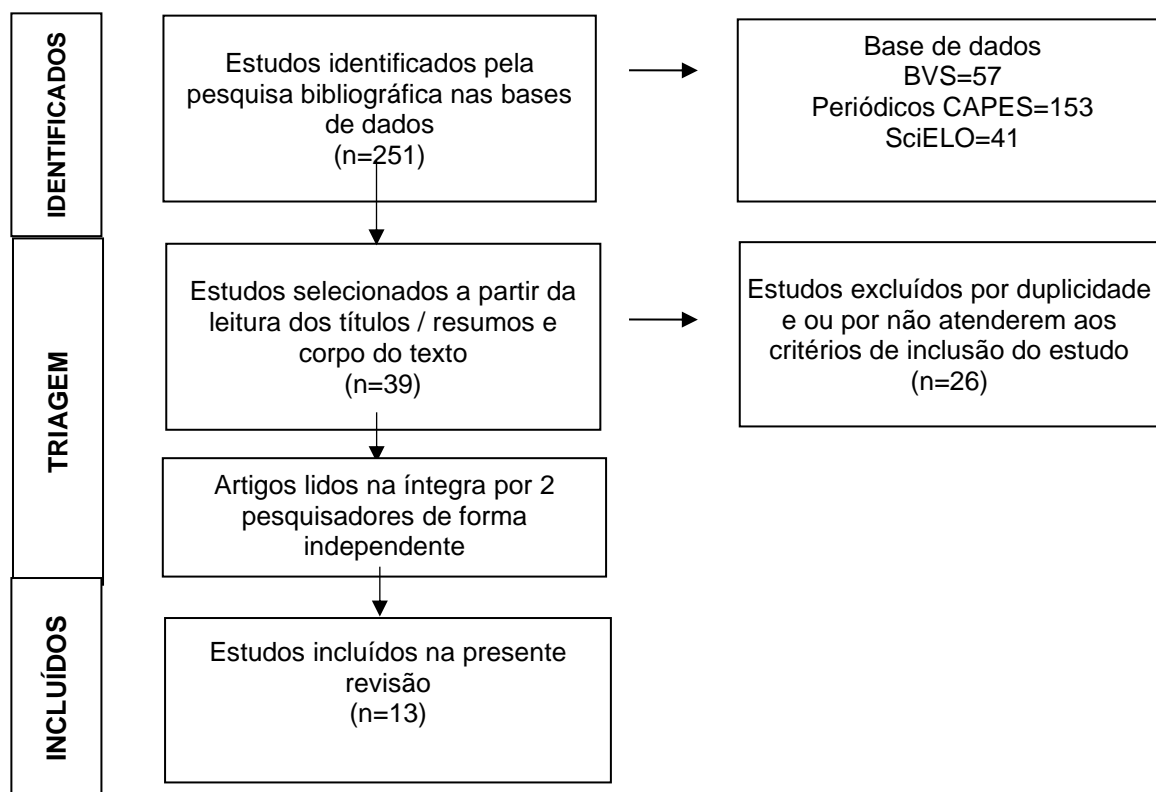 IDENTIFICADOS
Estudos identificados pela
pesquisa bibliográfica nas bases
de dados
(n=251)
Base de dados
BVS=57
Periódicos CAPES=153
SciELO=41
TRIAGEM
Estudos selecionados a partir da
leitura dos títulos / resumos e
corpo do texto
(n=39)
Estudos excluídos por duplicidade
e ou por não atenderem aos
critérios de inclusão do estudo
(n=26)
Artigos lidos na íntegra por 2
pesquisadores de forma
independente
INCLUÍDOS
Estudos incluídos na presente
revisão
(n=13)